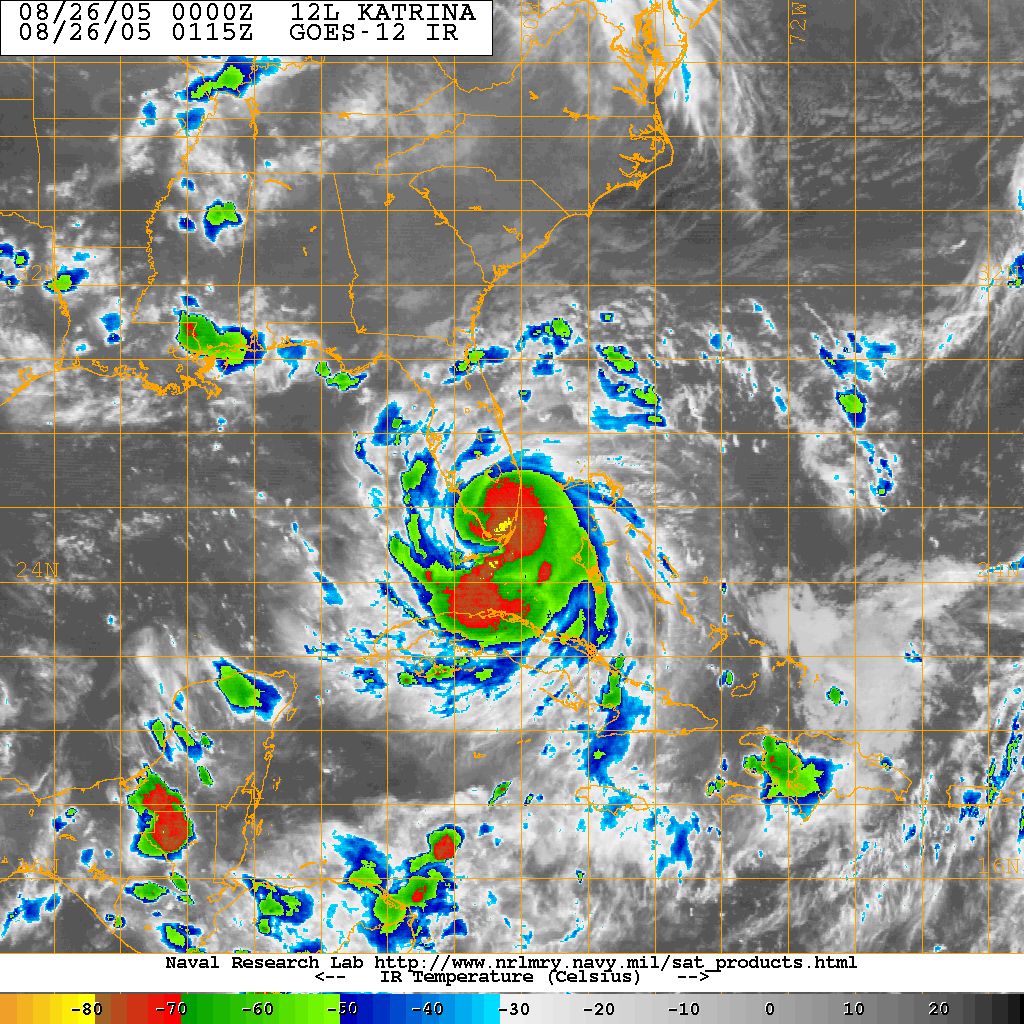 08/26/05 0000Z 12L KATRINA
08/26/05 0115Z GOES-12 IR
72W
32N
24N
24N
16N
16N
Naval Research Lab http://www.nrlmry.navy.mil/sat_products.html
<-- IR Temperature (Celsius) -->
-80 -70 -60 -50 -40 -30 -20 -10 0 10 20